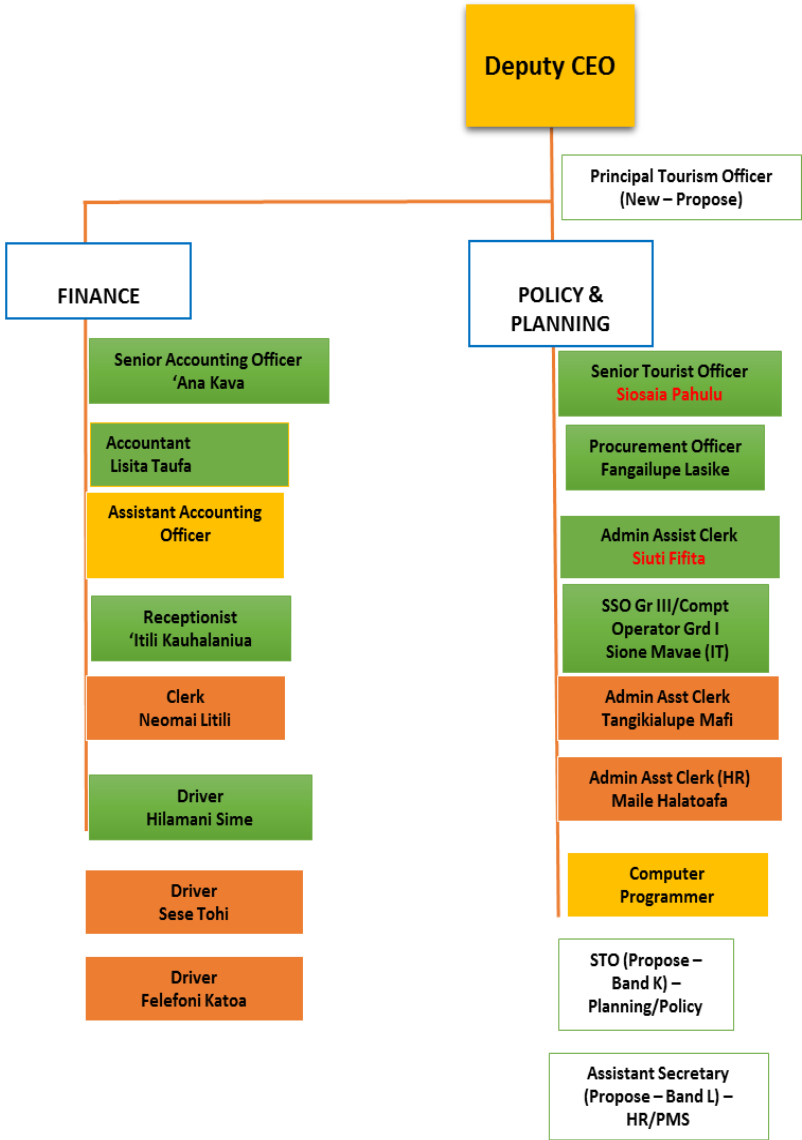 Deputy CEO
Principal Tourism Officer
(New – Propose)
FINANCE
Senior Accounting Officer
‘Ana Kava
Accountant
Lisita Taufa
Assistant Accounting
Officer
Receptionist
‘Itili Kauhalaniua
Clerk
Neomai Litili
Driver
Hilamani Sime
Driver
Sese Tohi
Driver
Felefoni Katoa
POLICY &
PLANNING
Senior Tourist Officer
Siosaia Pahulu
Procurement Officer
Fangailupe Lasike
Admin Assist Clerk
Siuti Fifita
SSO Gr III/Compt
Operator Grd I
Sione Mavae (IT)
Admin Asst Clerk
Tangikialupe Mafi
Admin Asst Clerk (HR)
Maile Halatoafa
Computer
Programmer
STO (Propose –
Band K) –
Planning/Policy
Assistant Secretary
(Propose – Band L) –
HR/PMS